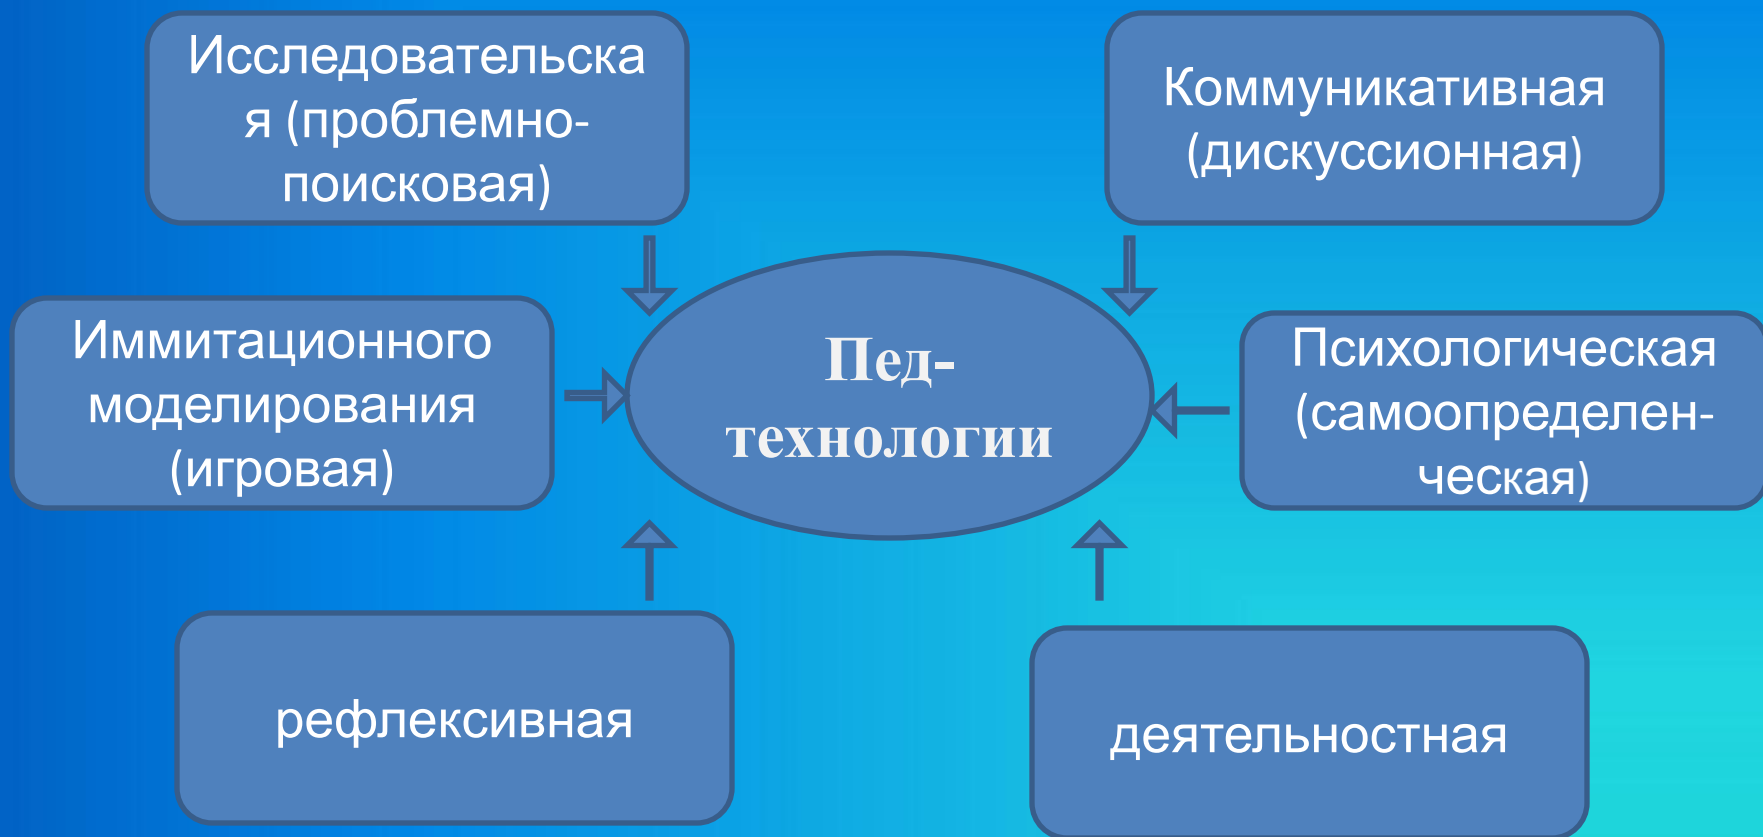 Исследовательска
я (проблемно-
поисковая)
Коммуникативная
(дискуссионная)
Иммитационного
моделирования
(игровая)
Пед-
технологии
Психологическая
(самоопределен-
ческая)
рефлексивная
деятельностная